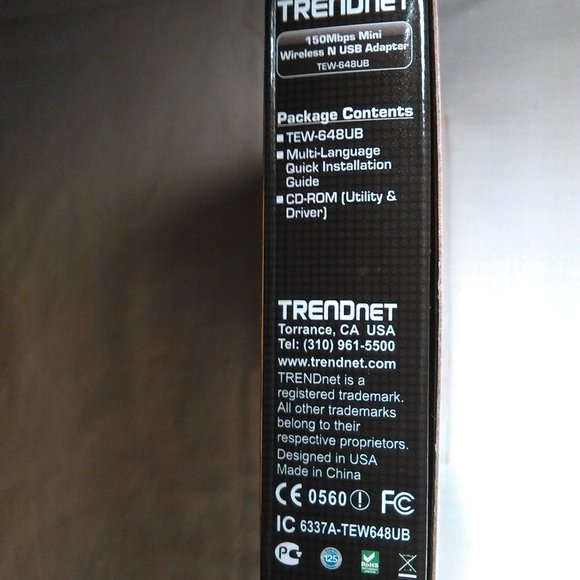 TRENDNET
150Mbps Mini
Wireless N USB Adapter
TEW-648UB
Package Contents
TEW-648UB
Multi-Language
Quick Installation
Guide
CD-ROM (Utility &
Driver)
TRENDNET
Torrance, CA USA
Tel: (310) 961-5500
www.trendnet.com
TRENDnet is a
registered trademark.
All other trademarks
belong to their
respective proprietors.
Designed in USA
Made in China
CE 0560 ! FC
IC 6337A-TEW648UB
125 RoHS